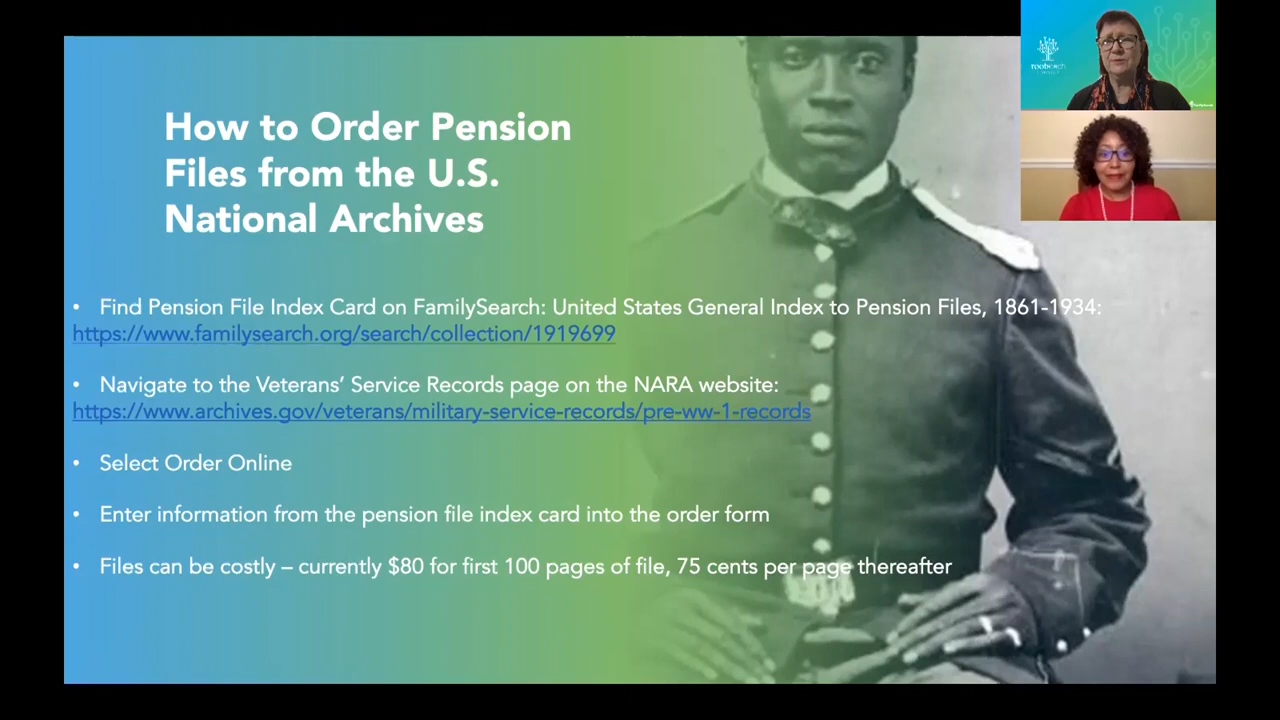 How to Order Pension
Files from the U.S.
National Archives
• Find Pension File Index Card on FamilySearch: United States General Index to Pension Files, 1861-1934:
https://www.familysearch.org/search/collection/1919699
• Navigate to the Veterans’ Service Records page on the NARA website:
https://www.archives.gov/veterans/military-service-records/pre-ww-1-records
• Select Order Online
• Enter information from the pension file index card into the order form
• Files can be costly – currently $80 for first 100 pages of file, 75 cents per page thereafter